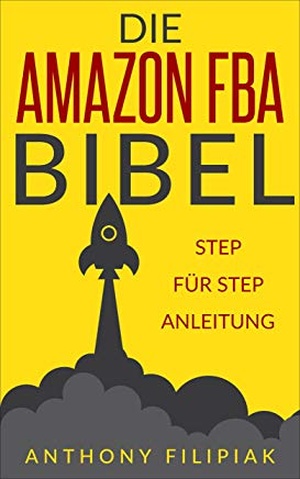 DIE
AMAZON FBA
BIBEL
STEP
FÜR STEP
ANLEITUNG
ANTHONY FILIPIAK